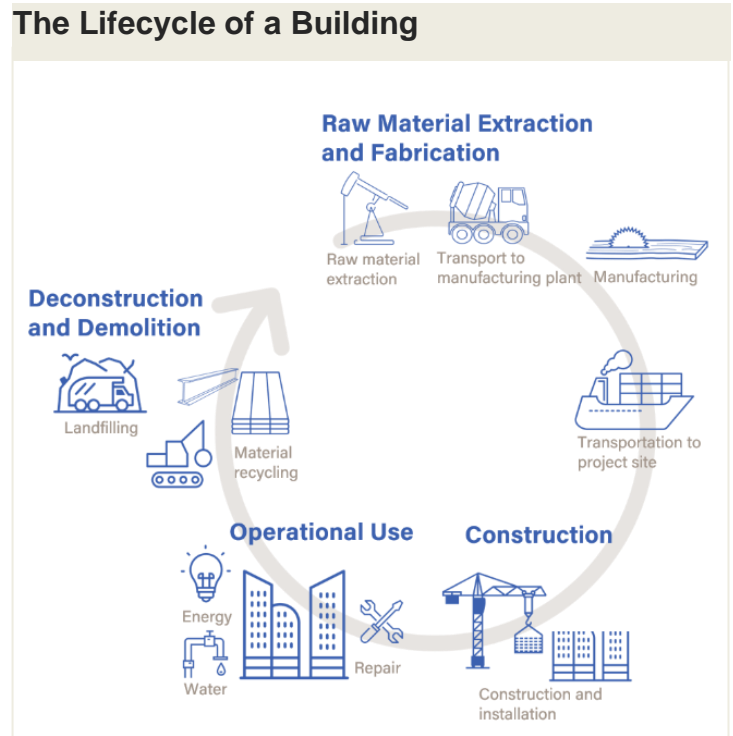 The Lifecycle of a Building
Raw Material Extraction
and Fabrication
Raw material
extraction
Transport to
manufacturing plant
Manufacturing
Transportation to
project site
Construction
Construction and
installation
Operational Use
Energy
Water
Repair
Deconstruction
and Demolition
Landfilling
Material
recycling